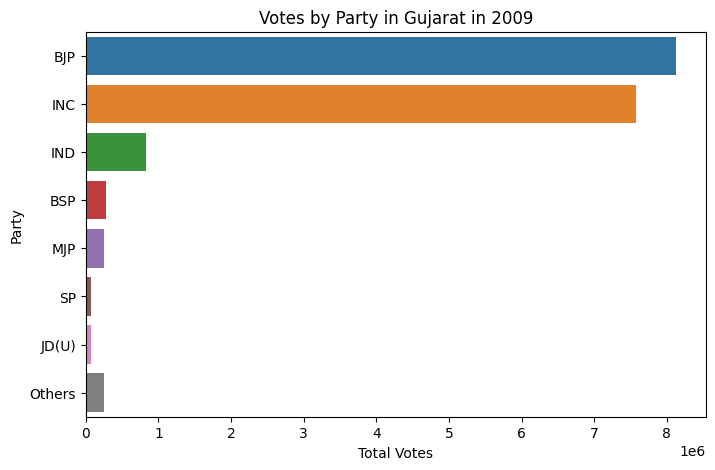 Votes by Party in Gujarat in 2009
Party
BJP
INC
IND
BSP
MJP
SP
JD(U)
Others
0 1 2 3 4 5 6 7 8
1e6
Total Votes